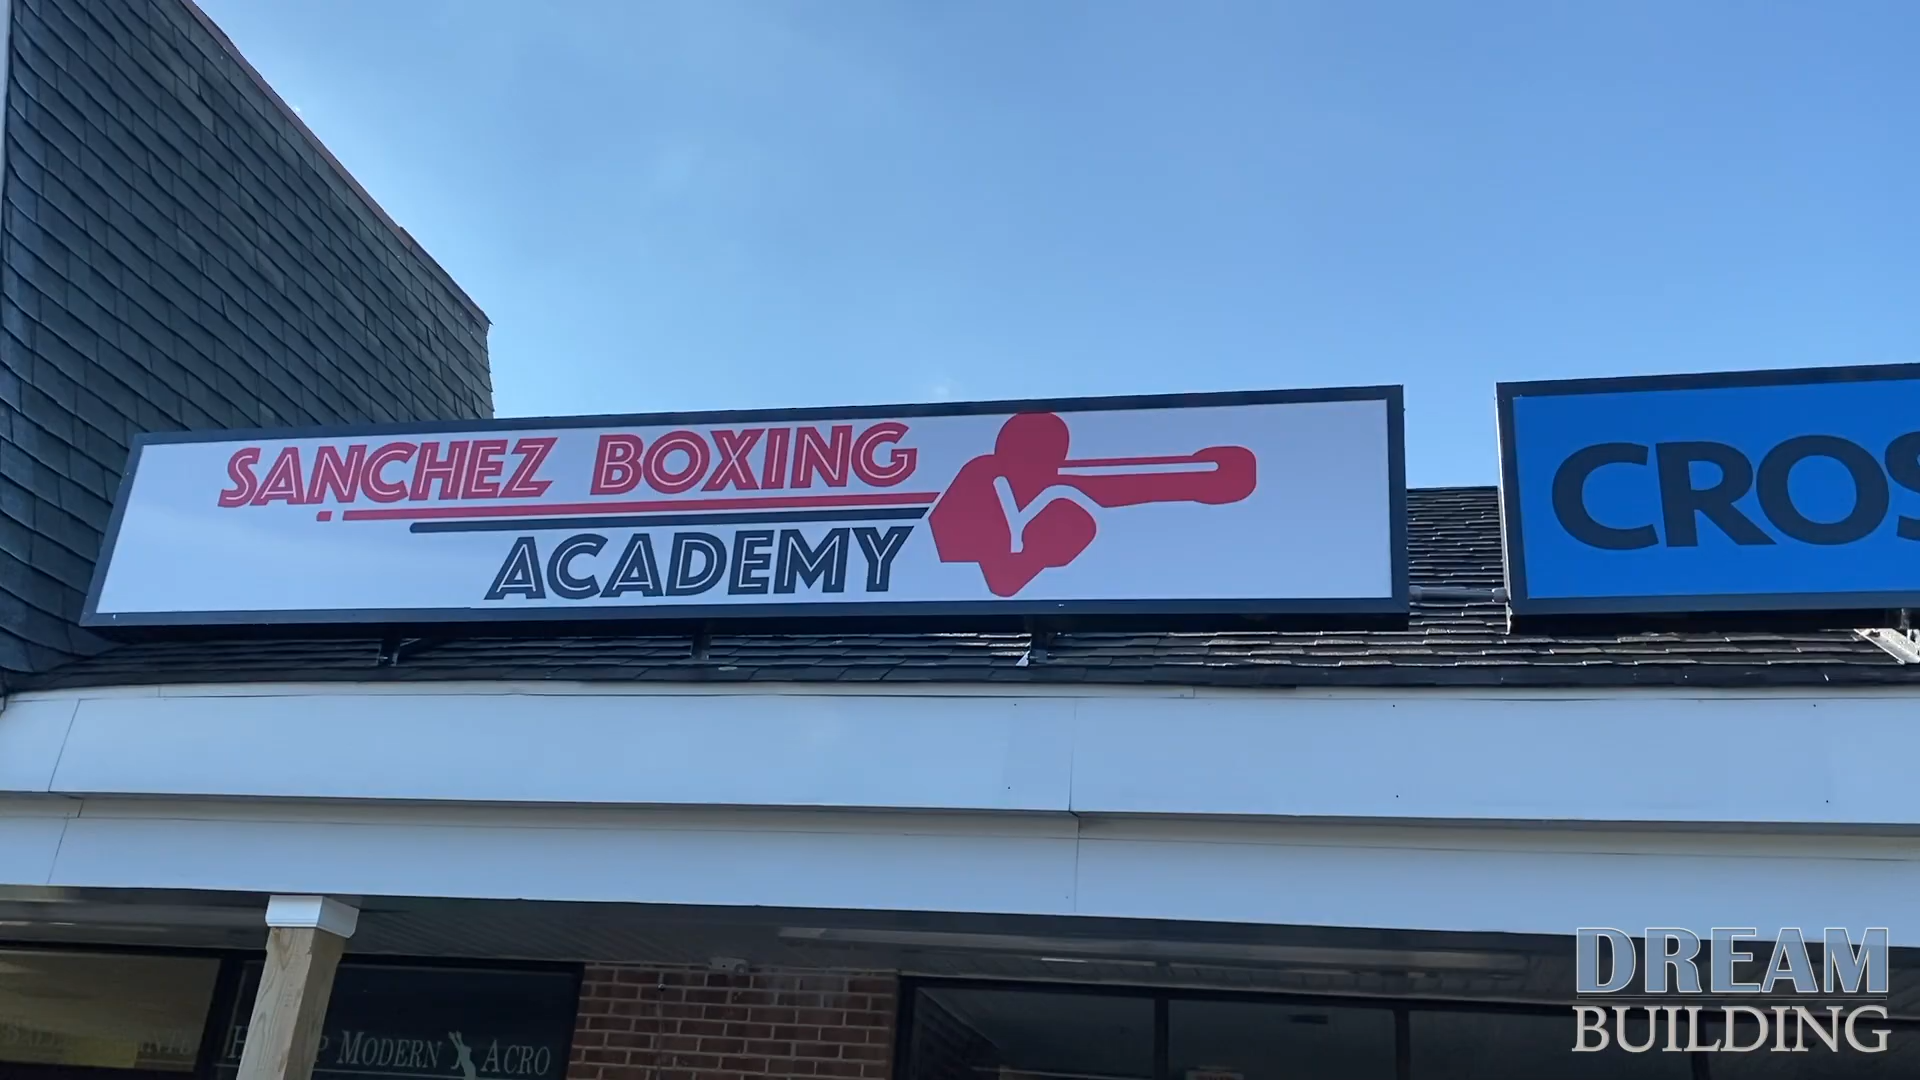 SANCHEZ BOXING
ACADEMY
CROS
MODERN ACRO
DREAM
BUILDING